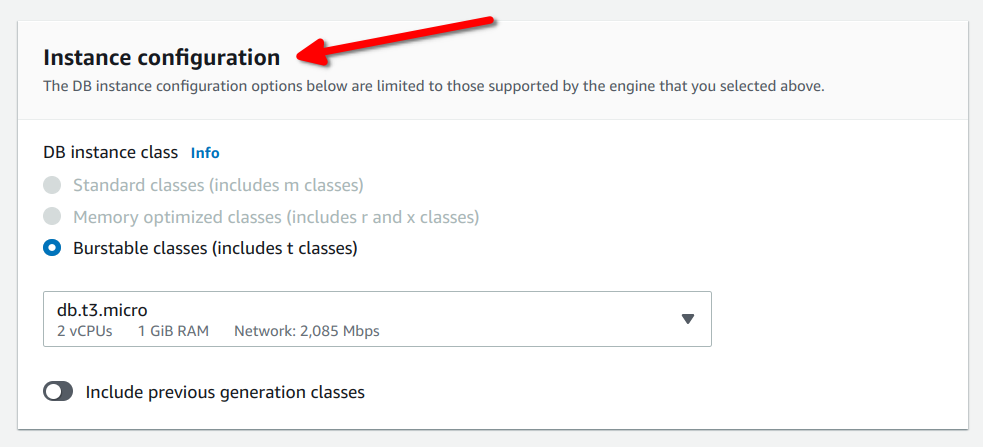 Instance configuration
The DB instance configuration options below are limited to those supported by the engine that you selected above.
DB instance class Info
Standard classes (includes m classes)
Memory optimized classes (includes r and x classes)
Burstable classes (includes t classes)
db.t3.micro
2 vCPUs 1 GiB RAM Network: 2,085 Mbps
Include previous generation classes